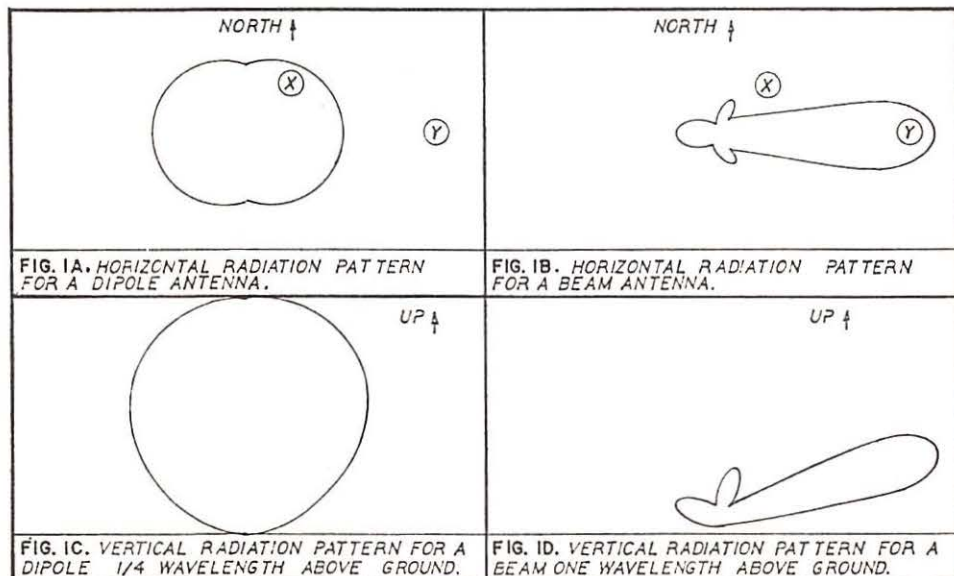 NORTH
X
Y
FIG. 1A. HORIZONTAL RADIATION PATTERN
FOR A DIPOLE ANTENNA.
NORTH
X
Y
FIG. 1B. HORIZONTAL RADIATION PATTERN
FOR A BEAM ANTENNA.
UP
FIG. 1C. VERTICAL RADIATION PATTERN FOR A
DIPOLE 1/4 WAVELENGTH ABOVE GROUND.
UP
FIG. 1D. VERTICAL RADIATION PATTERN FOR A
BEAM ONE WAVELENGTH ABOVE GROUND.